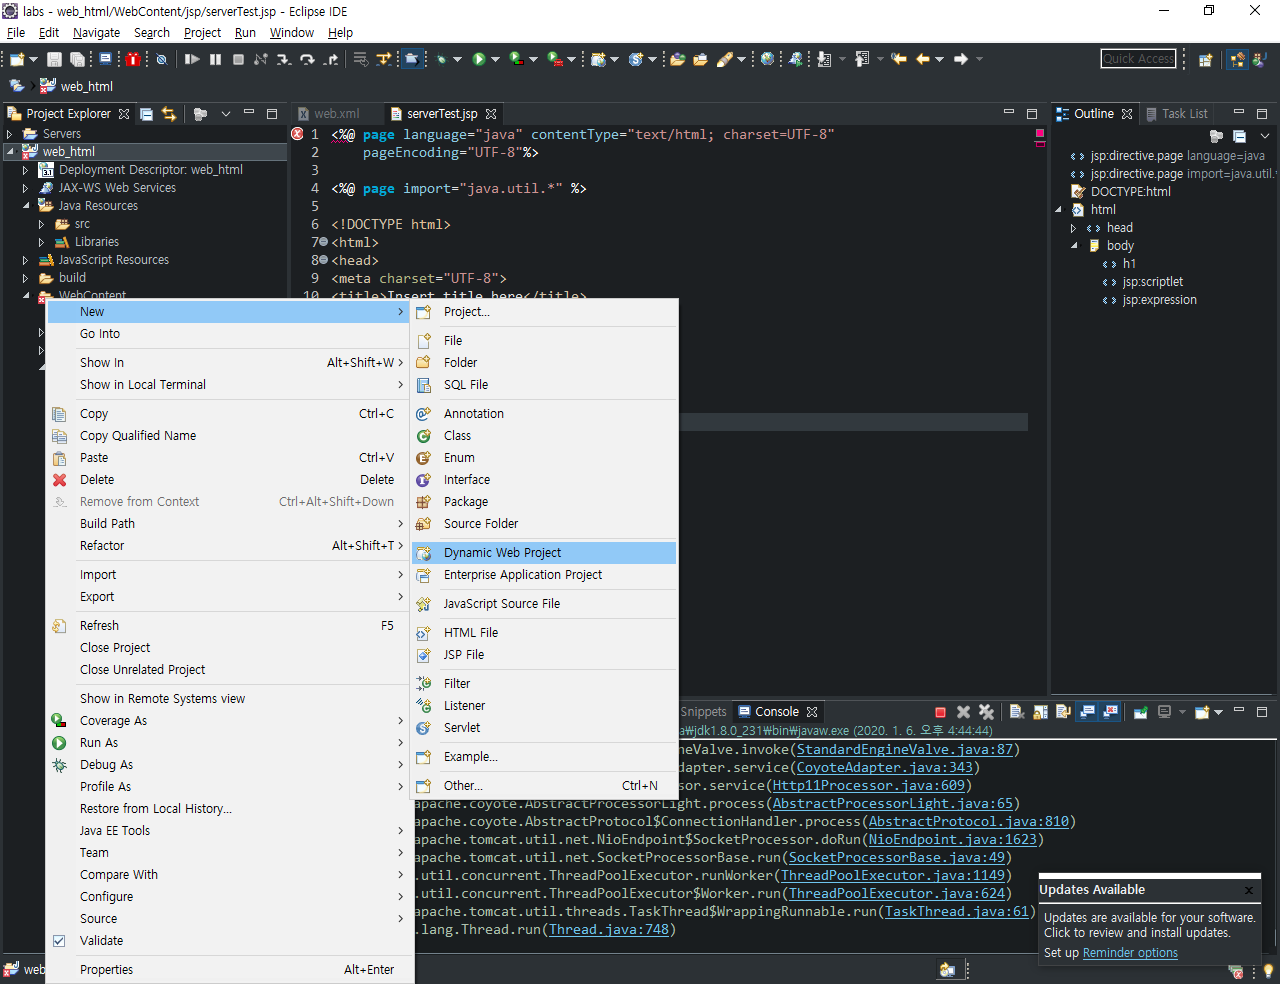 labs - web_html/WebContent/jsp/serverTest.jsp - Eclipse IDE
File Edit Navigate Search Project Run Window Help
Quick Access
web_html
Project Explorer
Servers
web_html
Deployment Descriptor: web_html
JAX-WS Web Services
Java Resources
src
Libraries
JavaScript Resources
build
WebContent
web.xml
serverTest.jsp
1 <%@ page language="java" contentType="text/html; charset=UTF-8"
2 pageEncoding="UTF-8"%>
3
4 <%@ page import="java.util.*" %>
5
6 <!DOCTYPE html>
7 <html>
8 <head>
9 <meta charset="UTF-8">
10 <title>Insert title here</title>
Outline
Task List
jsp:directive.page language=java
jsp:directive.page import=java.util.*
DOCTYPE:html
html
head
body
h1
jsp:scriptlet
jsp:expression
New
Go Into
Show In Alt+Shift+W
Show in Local Terminal
Copy Ctrl+C
Copy Qualified Name
Paste Ctrl+V
Delete Delete
Remove from Context Ctrl+Alt+Shift+Down
Build Path
Refactor Alt+Shift+T
Import
Export
Refresh F5
Close Project
Close Unrelated Project
Show in Remote Systems view
Coverage As
Run As
Debug As
Profile As
Restore from Local History...
Java EE Tools
Team
Compare With
Configure
Source
Validate
Properties Alt+Enter
Project...
File
Folder
SQL File
Annotation
Class
Enum
Interface
Package
Source Folder
Dynamic Web Project
Enterprise Application Project
JavaScript Source File
HTML File
JSP File
Filter
Listener
Servlet
Example...
Other... Ctrl+N
Snippets
Console
a\jdk1.8.0_231\bin\javaw.exe (2020. 1. 6. 오후 4:44:44)
neValve.invoke(StandardEngineValve.java:87)
dapter.service(CoyoteAdapter.java:343)
sor.service(Http11Processor.java:609)
apache.coyote.AbstractProcessorLight.process(AbstractProcessorLight.java:65)
apache.coyote.AbstractProtocol$ConnectionHandler.process(AbstractProtocol.java:810)
apache.tomcat.util.net.NioEndpoint$SocketProcessor.doRun(NioEndpoint.java:1623)
apache.tomcat.util.net.SocketProcessorBase.run(SocketProcessorBase.java:49)
.util.concurrent.ThreadPoolExecutor.runWorker(ThreadPoolExecutor.java:1149)
.util.concurrent.ThreadPoolExecutor$Worker.run(ThreadPoolExecutor.java:624)
apache.tomcat.util.threads.TaskThread$WrappingRunnable.run(TaskThread.java:61)
.lang.Thread.run(Thread.java:748)
Updates Available
Updates are available for your software.
Click to review and install updates.
Set up Reminder options
web